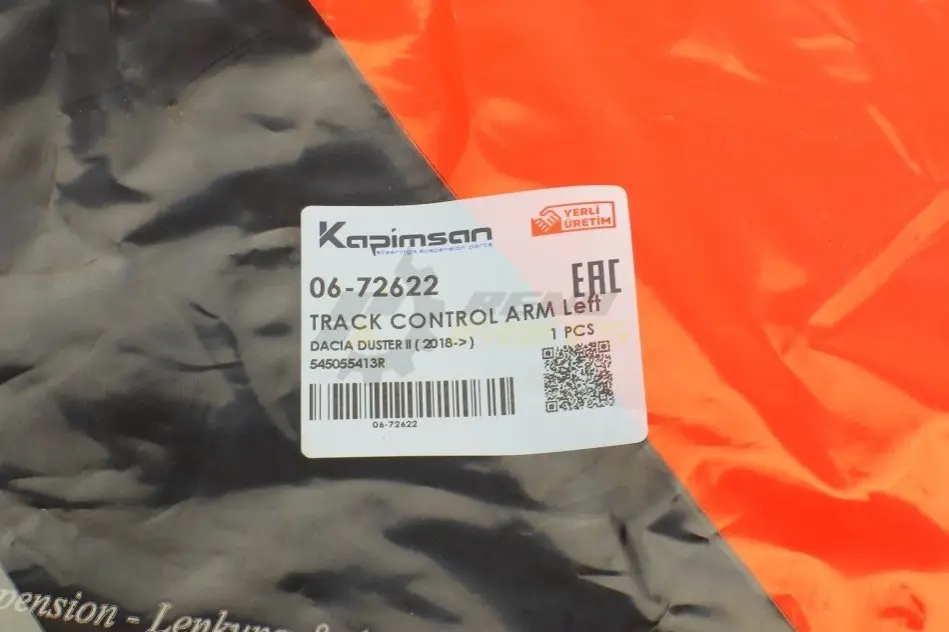 Kapimsan
steering & suspension parts
YERLİ
ÜRETİM
06-72622
EAC
TRACK CONTROL ARM Left
DACIA DUSTER II ( 2018-> )
1 PCS
545055413R
06-72622
pension - Lenkung